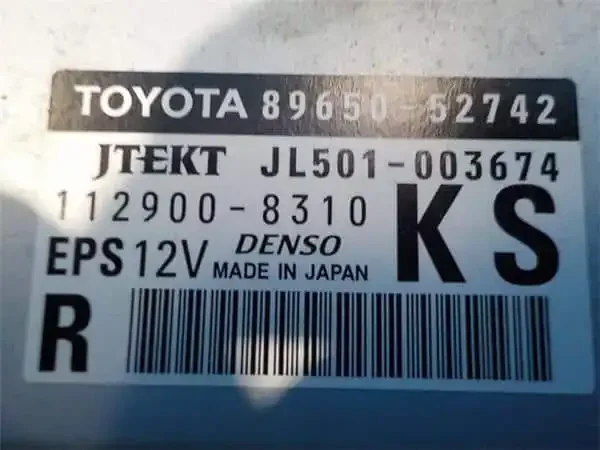 TOYOTA 89650-52742
JTEKT JL501-003674
112900-8310 KS
EPS 12V DENSO MADE IN JAPAN
R